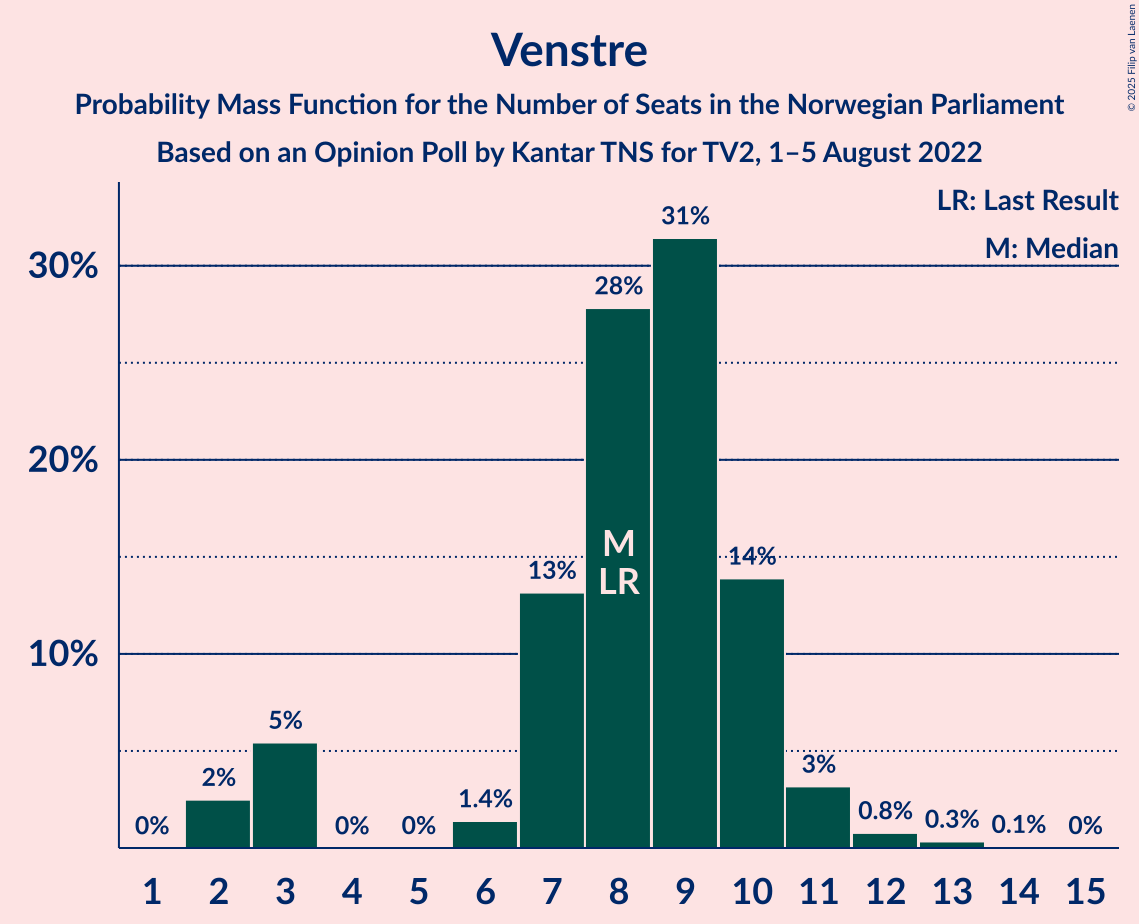 Venstre
Probability Mass Function for the Number of Seats in the Norwegian Parliament
Based on an Opinion Poll by Kantar TNS for TV2, 1–5 August 2022
© 2025 Filip van Laenen
LR: Last Result
M: Median
30%
20%
10%
0%
2%
5%
0%
0%
1.4%
13%
28%
31%
14%
3%
0.8%
0.3%
0.1%
0%
M
LR
1 2 3 4 5 6 7 8 9 10 11 12 13 14 15